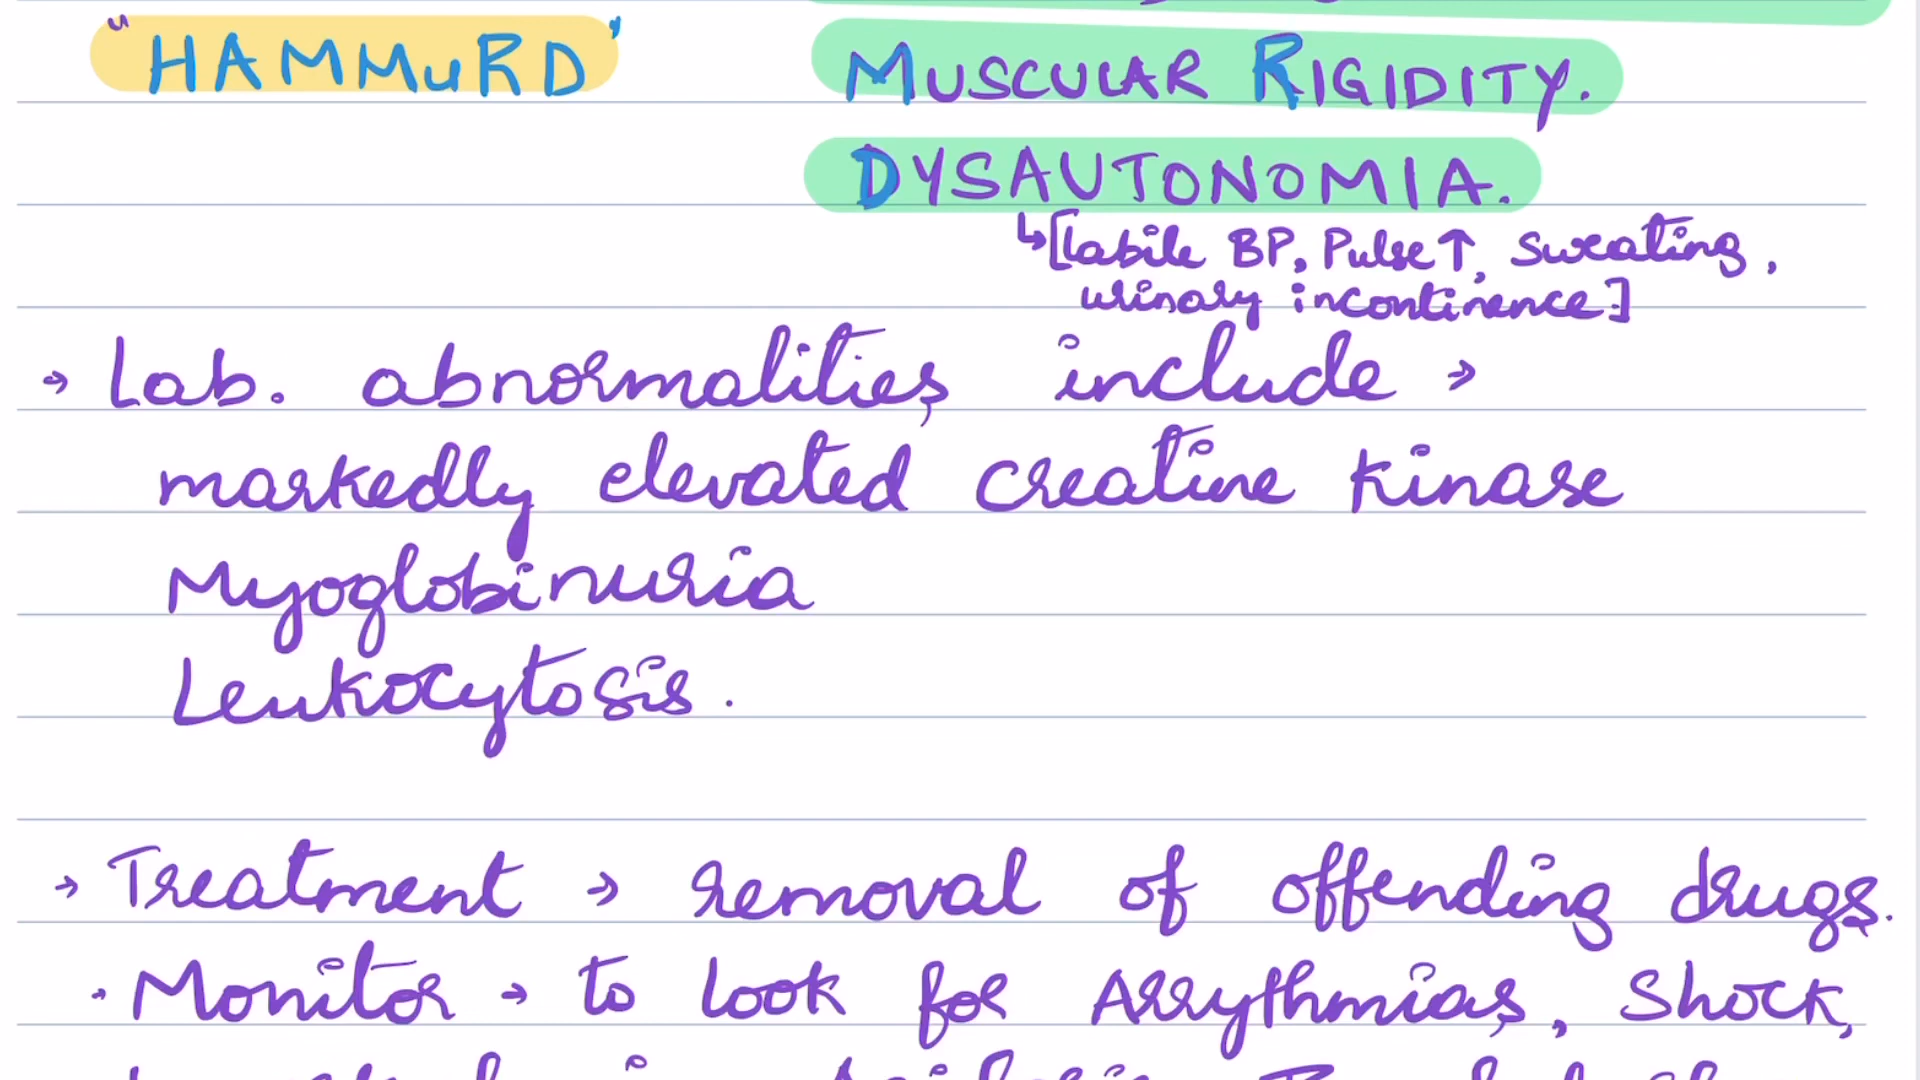 "HAMMuRD"
MUSCULAR RIGIDITY.
DYSAUTONOMIA.
↳[labile BP, Pulse↑, Sweating,
urinary incontinence]
→ Lab. abnormalities include →
markedly elevated creatine kinase
Myoglobinuria
Leukocytosis.
→ Treatment → removal of offending drugs.
· Monitor → to look for Arrythmias, Shock,